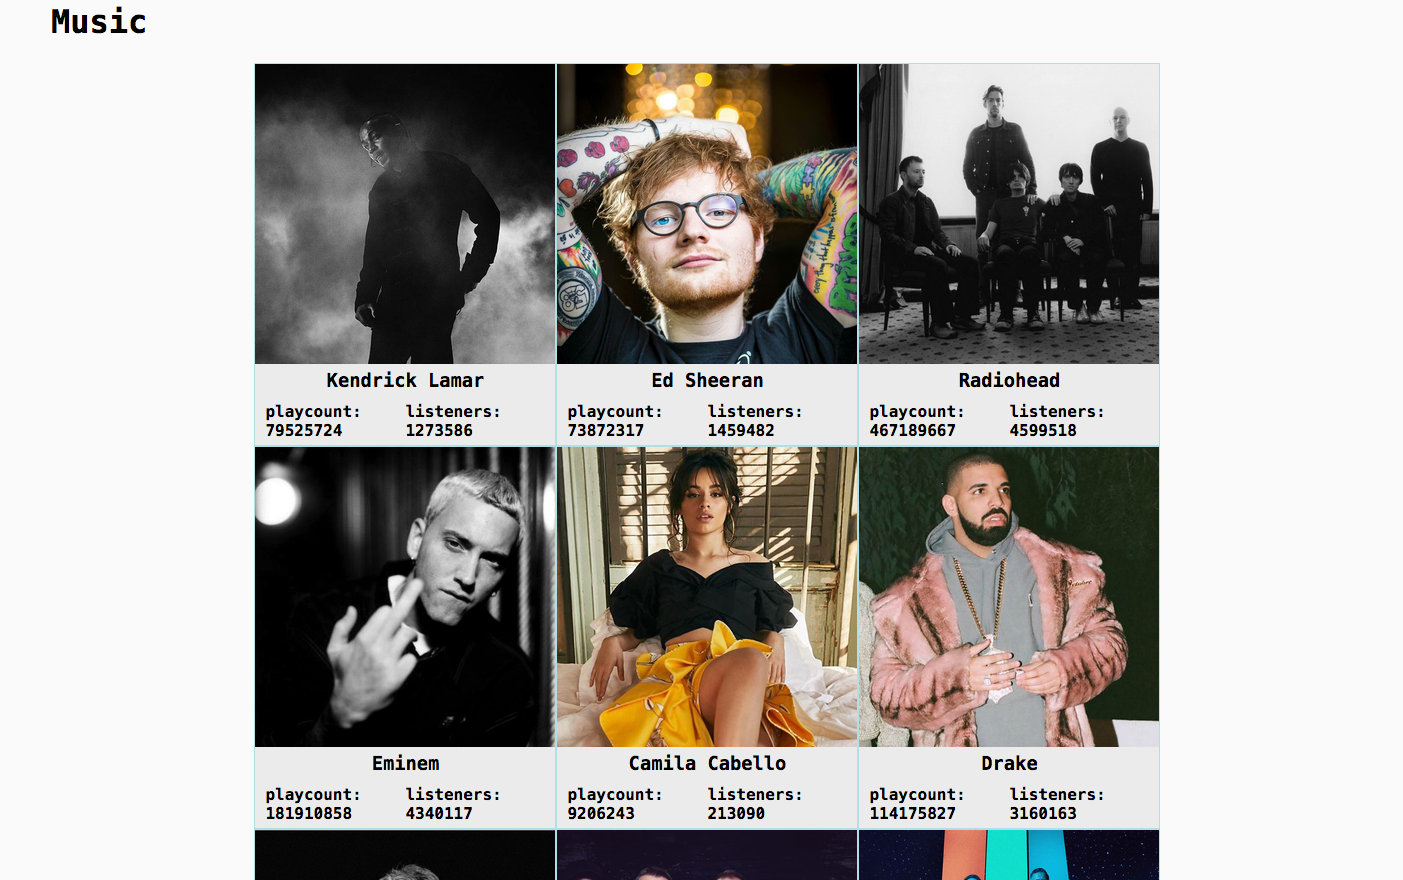 Music
Kendrick Lamar
playcount: listeners:
79525724 1273586
Ed Sheeran
playcount: listeners:
73872317 1459482
Radiohead
playcount: listeners:
467189667 4599518
Eminem
playcount: listeners:
181910858 4340117
Camila Cabello
playcount: listeners:
9206243 213090
Drake
playcount: listeners:
114175827 3160163